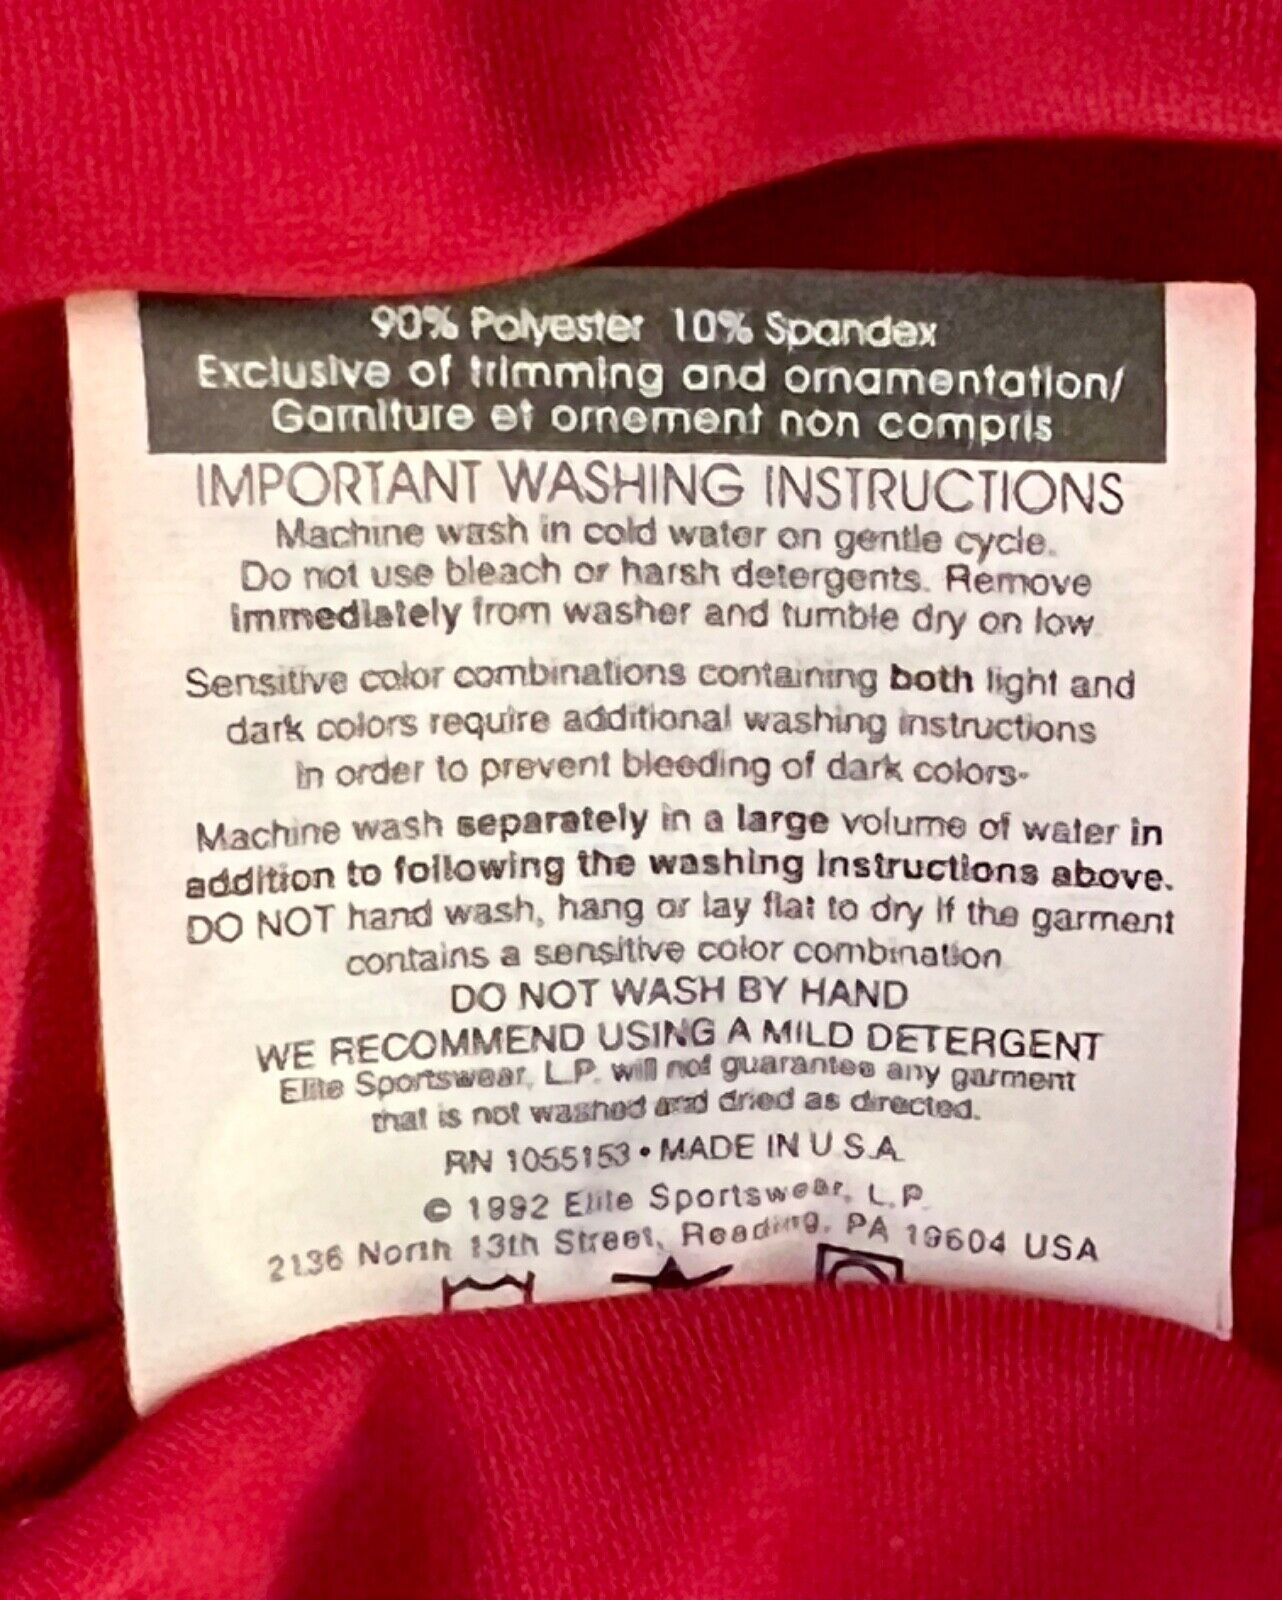 90% Polyester 10% Spandex
Exclusive of trimming and ornamentation/
Garniture et ornement non compris
IMPORTANT WASHING INSTRUCTIONS
Machine wash in cold water on gentle cycle.
Do not use bleach or harsh detergents. Remove
immediately from washer and tumble dry on low
Sensitive color combinations containing both light and
dark colors require additional washing instructions
in order to prevent bleeding of dark colors-
Machine wash separately in a large volume of water in
addition to following the washing instructions above.
DO NOT hand wash, hang or lay flat to dry if the garment
contains a sensitive color combination
DO NOT WASH BY HAND
WE RECOMMEND USING A MILD DETERGENT
Elite Sportswear, L.P. will not guarantee any garment
that is not washed and dried as directed.
RN 1055153 • MADE IN U.S.A.
© 1992 Elite Sportswear, L.P.
2136 North 13th Street, Reading, PA 19604 USA